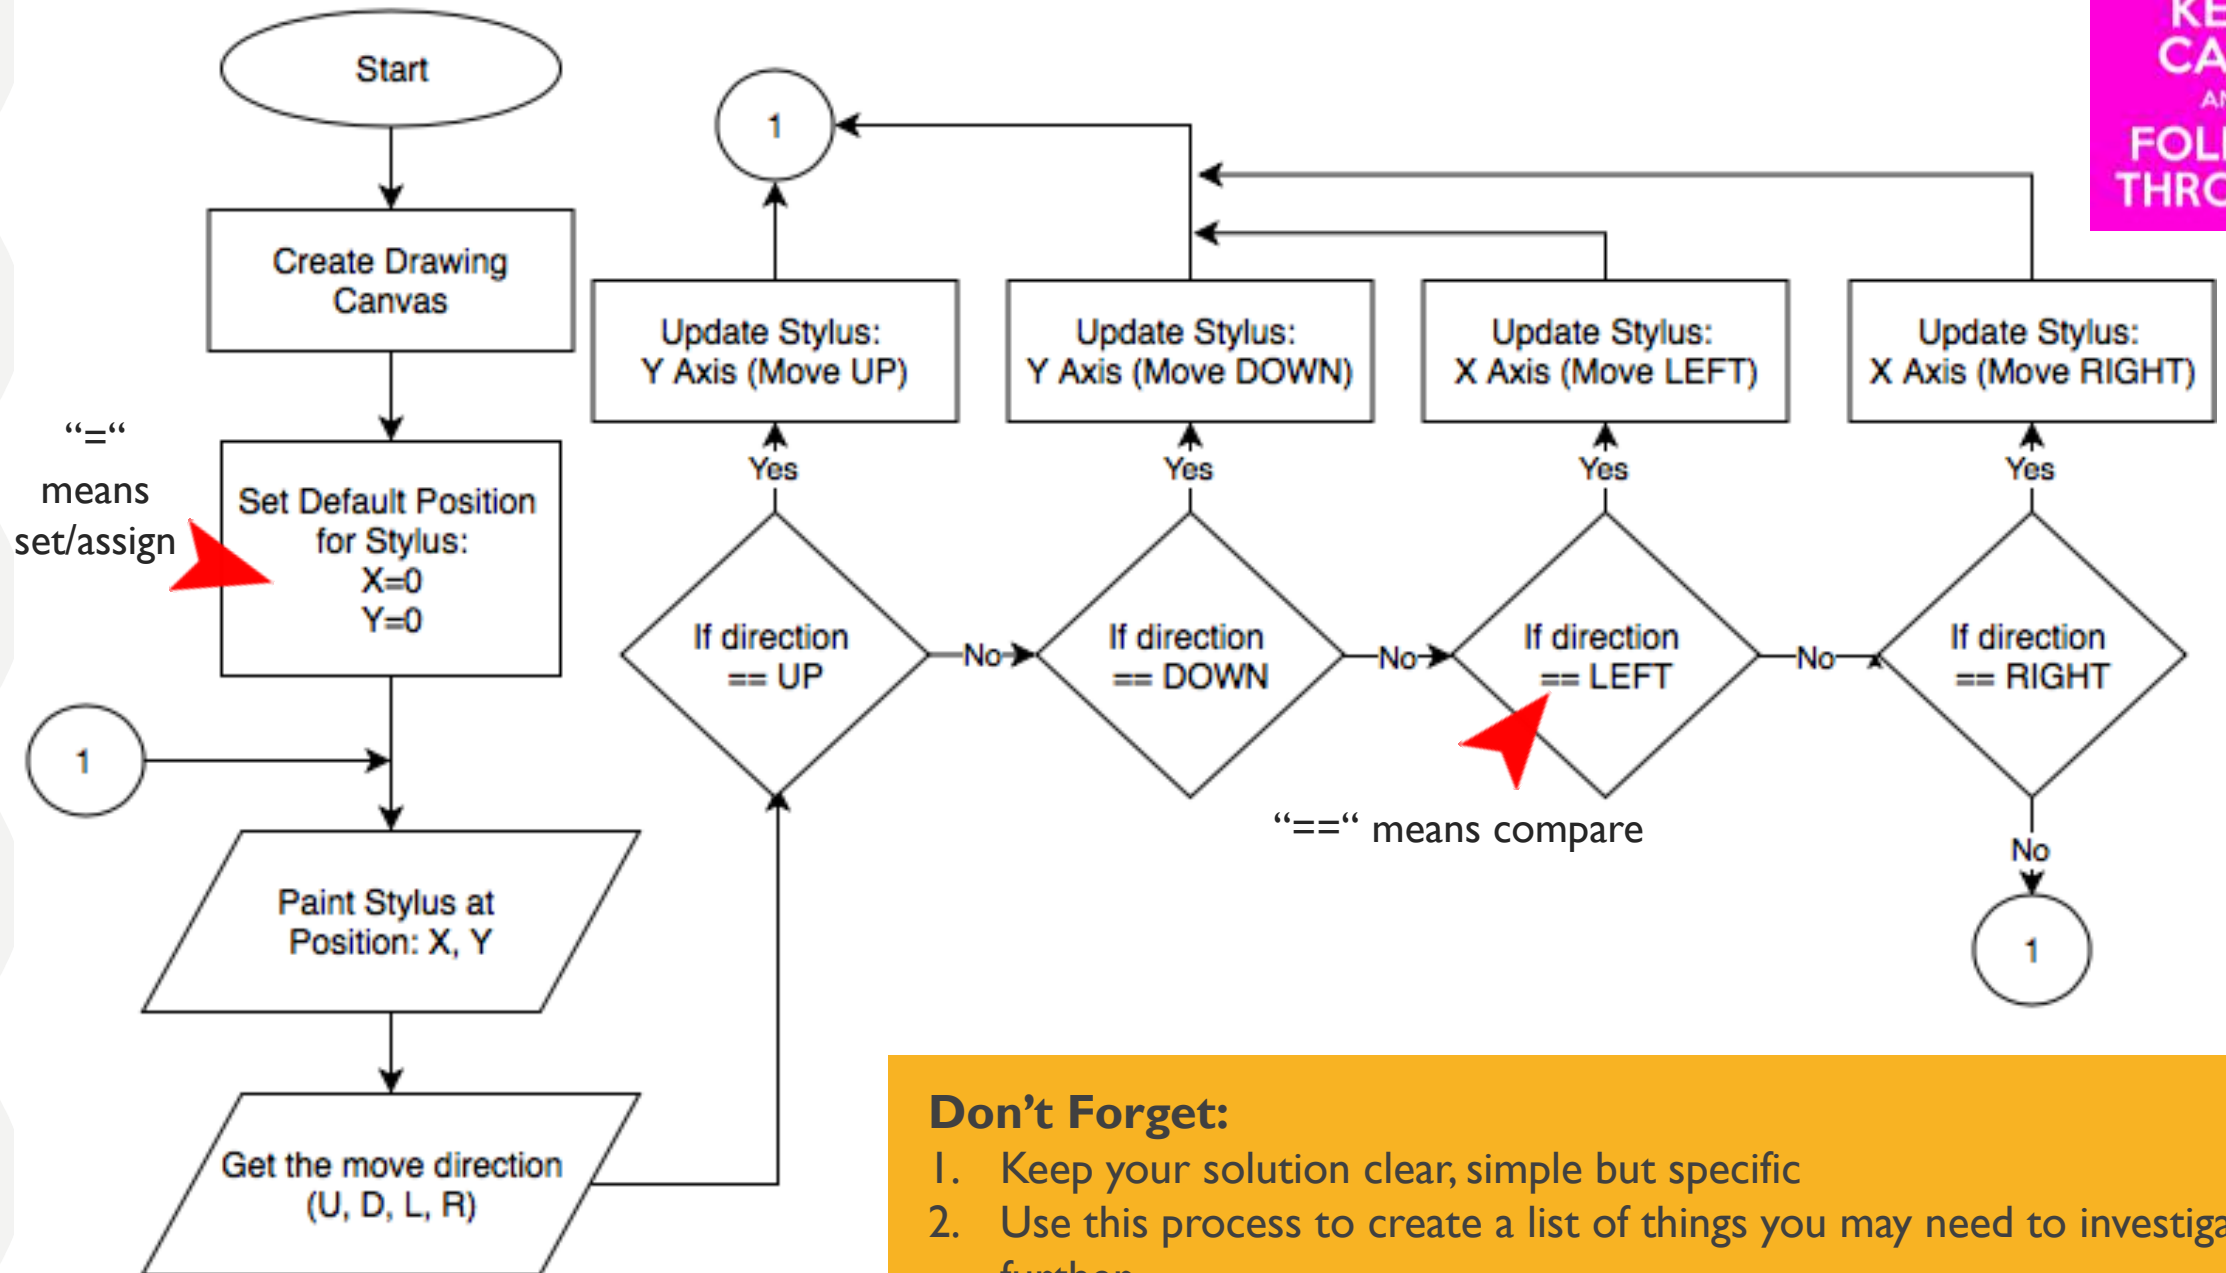 Start
Create Drawing
Canvas
“=“
means
set/assign
Set Default Position
for Stylus:
X=0
Y=0
1
Paint Stylus at
Position: X, Y
Get the move direction
(U, D, L, R)
1
Update Stylus:
Y Axis (Move UP)
Update Stylus:
Y Axis (Move DOWN)
Update Stylus:
X Axis (Move LEFT)
Update Stylus:
X Axis (Move RIGHT)
Yes
Yes
Yes
Yes
If direction
== UP
No
If direction
== DOWN
No
If direction
== LEFT
No
If direction
== RIGHT
“==“ means compare
No
1
Don’t Forget:
1. Keep your solution clear, simple but specific
2. Use this process to create a list of things you may need to
further